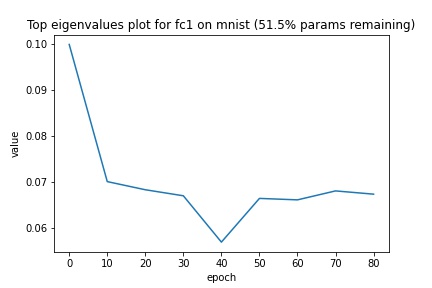 Top eigenvalues plot for fc1 on mnist (51.5% params remaining)
0.10
0.09
0.08
0.07
0.06
value
0 10 20 30 40 50 60 70 80
epoch